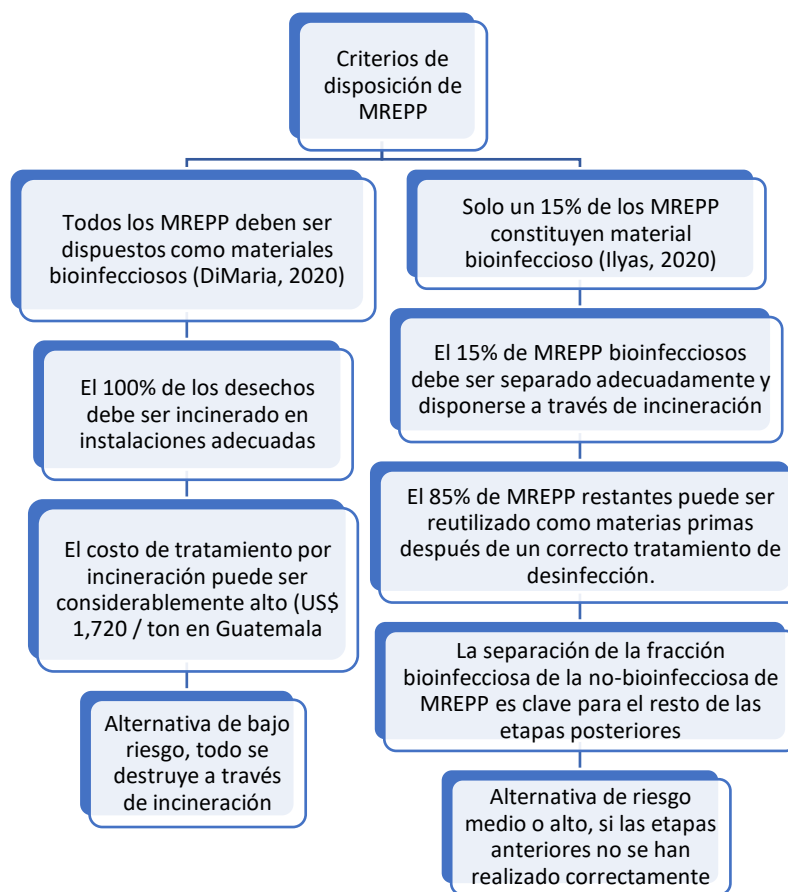 Criterios de
disposición de
MREPP
Todos los MREPP deben ser
dispuestos como materiales
bioinfecciosos (DiMaria, 2020)
El 100% de los desechos
debe ser incinerado en
instalaciones adecuadas
El costo de tratamiento por
incineración puede ser
considerablemente alto (US$
1,720 / ton en Guatemala
Alternativa de bajo
riesgo, todo se
destruye a través
de incineración
Solo un 15% de los MREPP
constituyen material
bioinfeccioso (Ilyas, 2020)
El 15% de MREPP bioinfecciosos
debe ser separado adecuadamente y
disponerse a través de incineración
El 85% de MREPP restantes puede ser
reutilizado como materias primas
después de un correcto tratamiento de
desinfección.
La separación de la fracción
bioinfecciosa de la no-bioinfecciosa de
MREPP es clave para el resto de las
etapas posteriores
Alternativa de riesgo
medio o alto, si las etapas
anteriores no se han
realizado correctamente